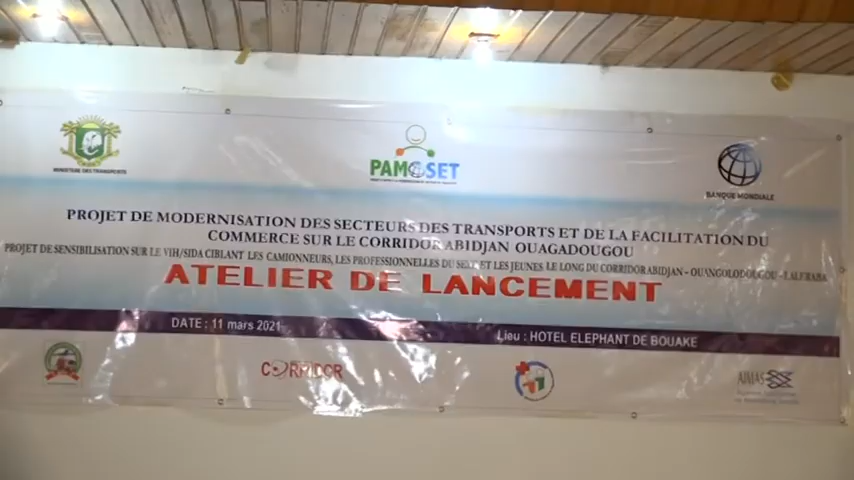 MINISTERE DES TRANSPORTS
PAMOSET
BANQUE MONDIALE
PROJET DE MODERNISATION DES SECTEURS DES TRANSPORTS ET DE LA FACILITATION DU
COMMERCE SUR LE CORRIDOR ABIDJAN OUAGADOUGOU
PROJET DE SENSIBILISATION SUR LE VIH/SIDA CIBLANT LES CAMIONNEURS, LES PROFESSIONNELLES DU SEXE ET LES JEUNES LE LONG DU CORRIDOR ABIDJAN - OUANGOLODOUGOU - LALERABA
ATELIER DE LANCEMENT
DATE : 11 mars 2021
Lieu : HOTEL ELEPHANT DE BOUAKE
CORRIDOR
AIMAS